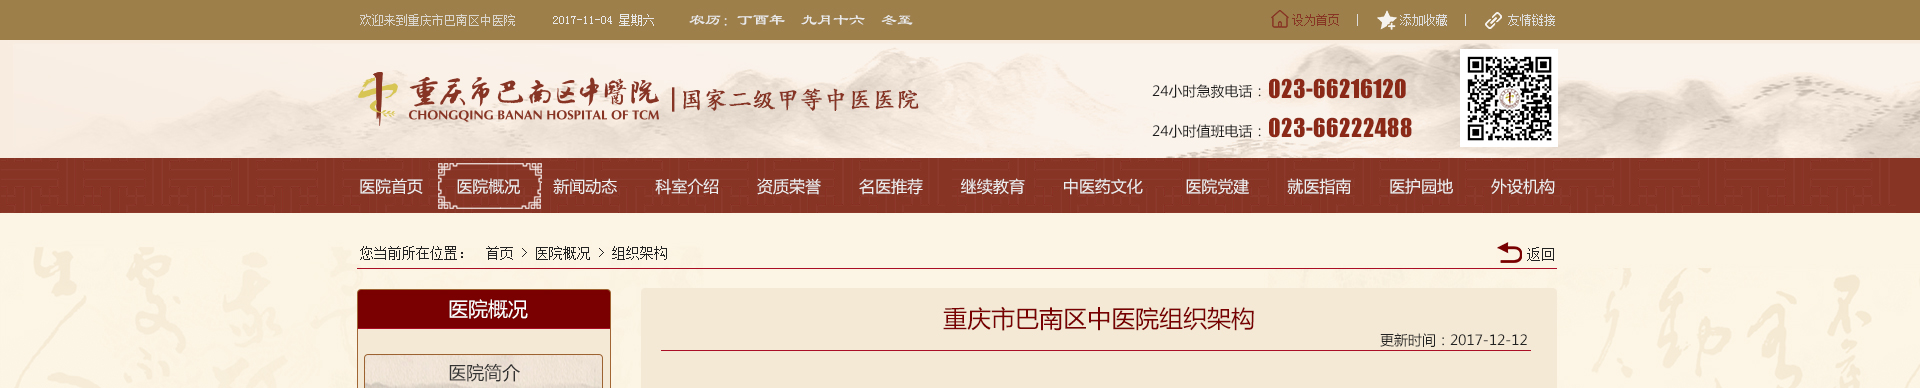 欢迎来到重庆市巴南区中医院 2017-11-04 星期六 农历：丁酉年 九月十六 冬至 设为首页 | 添加收藏 | 友情链接
重庆市巴南区中醫院 | 国家二级甲等中医医院
CHONGQING BANAN HOSPITAL OF TCM
24小时急救电话：023-66216120
24小时值班电话：023-66222488
医院首页 医院概况 新闻动态 科室介绍 资质荣誉 名医推荐 继续教育 中医药文化 医院党建 就医指南 医护园地 外设机构
您当前所在位置： 首页 > 医院概况 > 组织架构 返回
医院概况
医院简介
重庆市巴南区中医院组织架构
更新时间：2017-12-12